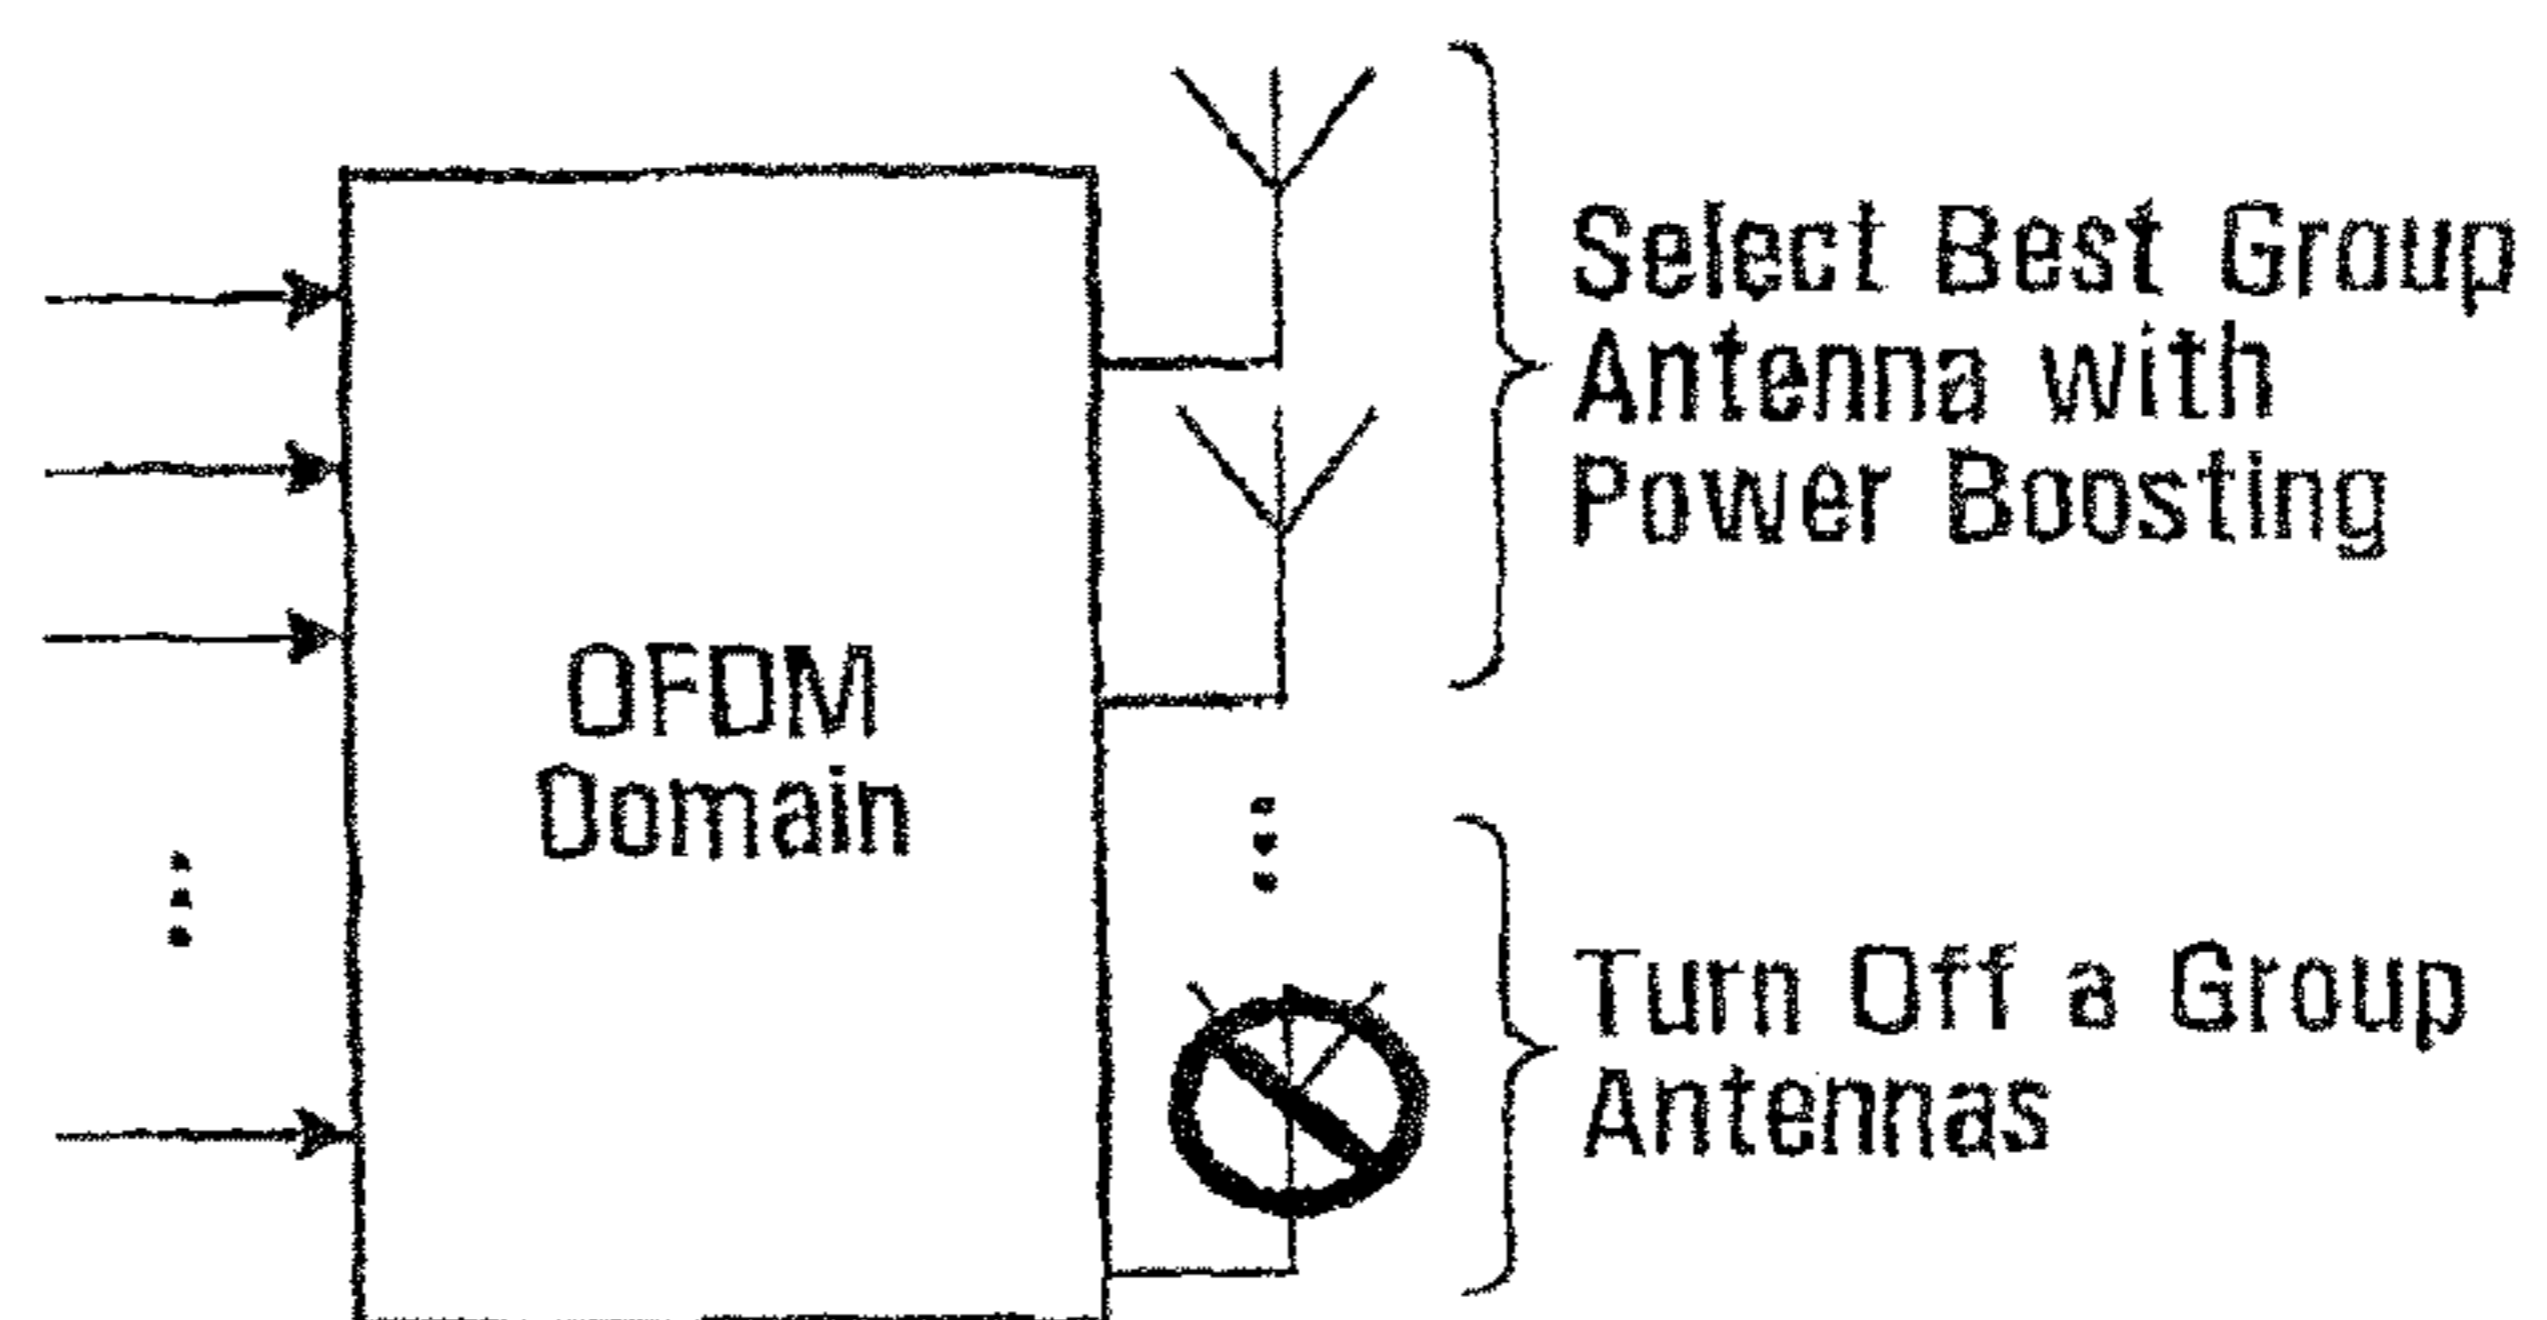 Select Best Group
Antenna with
Power Boosting
OFDM
Domain
Turn Off a Group
Antennas